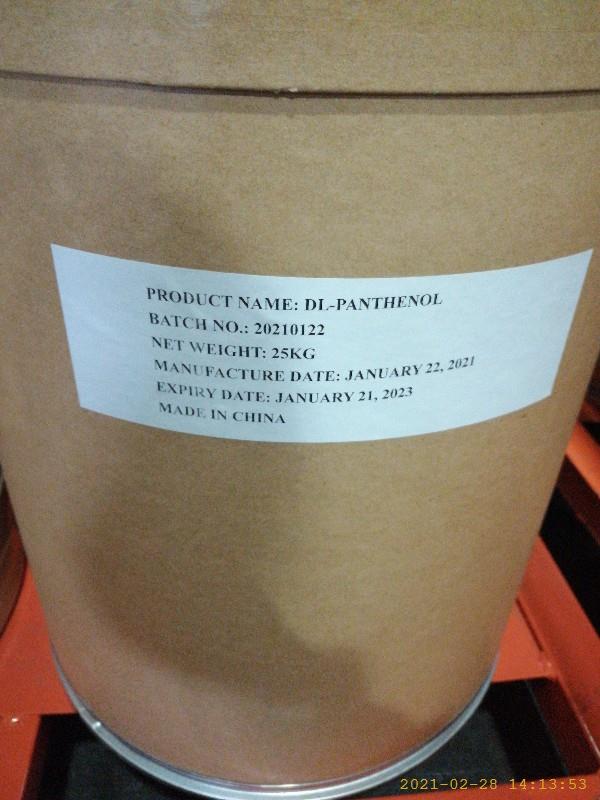 PRODUCT NAME: DL-PANTHENOL
BATCH NO.: 20210122
NET WEIGHT: 25KG
MANUFACTURE DATE: JANUARY 22, 2021
EXPIRY DATE: JANUARY 21, 2023
MADE IN CHINA
2021-02-28 14:13:53